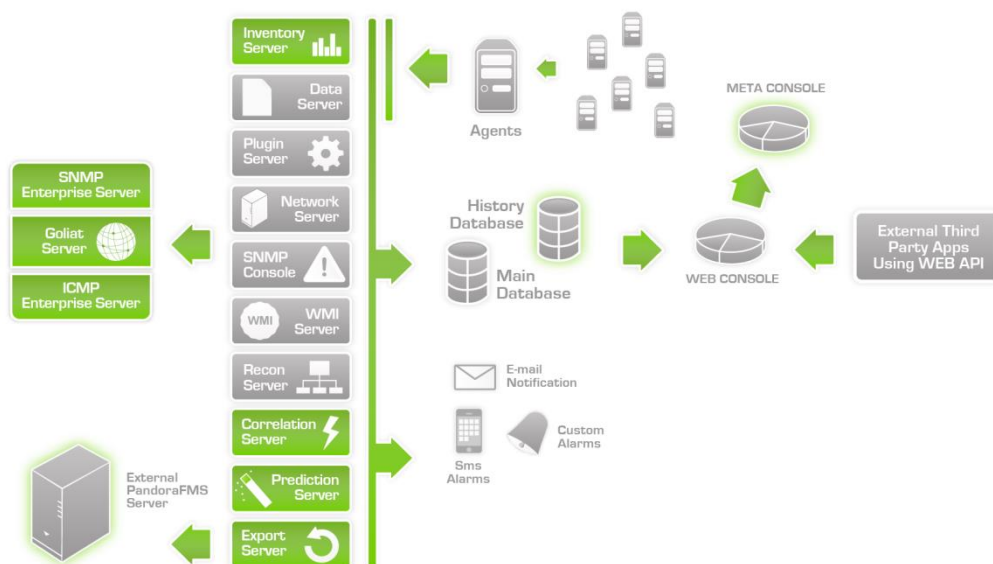 Inventory
Server
Data
Server
Plugin
Server
Network
Server
SNMP
Console
WMI
WMI
Server
Recon
Server
Correlation
Server
Prediction
Server
Export
Server
SNMP
Enterprise Server
Goliat
Server
ICMP
Enterprise Server
External
PandoraFMS
Server
Agents
History
Database
Main
Database
META CONSOLE
WEB CONSOLE
External Third
Party Apps
Using WEB API
E-mail
Notification
Sms
Alarms
Custom
Alarms